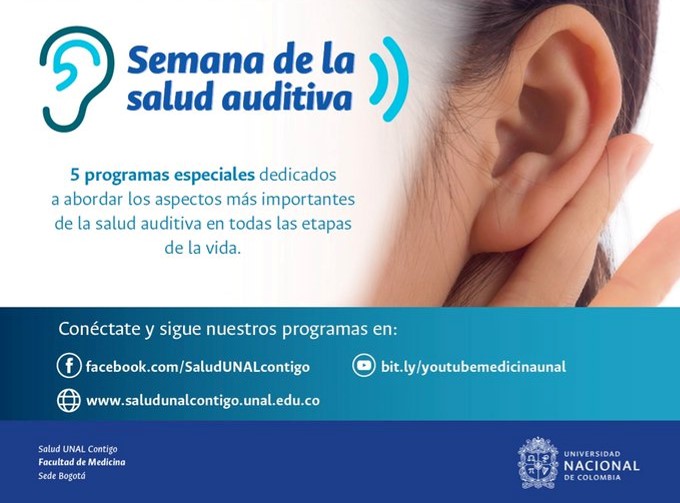 Semana de la
salud auditiva
5 programas especiales dedicados
a abordar los aspectos más importantes
de la salud auditiva en todas las etapas
de la vida.
Conéctate y sigue nuestros programas en:
facebook.com/SaludUNALcontigo
bit.ly/youtubemedicinaunal
www.saludunalcontigo.unal.edu.co
Salud UNAL Contigo
Facultad de Medicina
Sede Bogotá
UNIVERSIDAD
NACIONAL
DE COLOMBIA